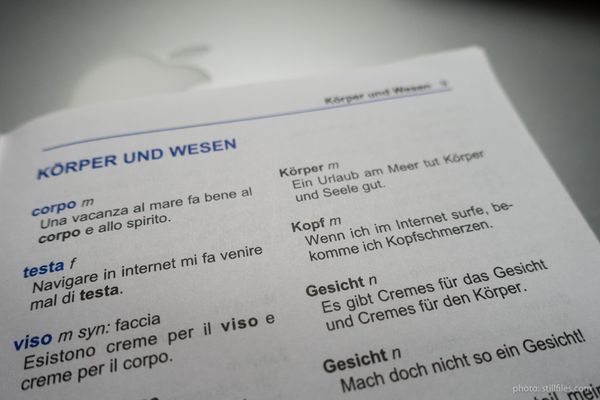 Körper und Wesen 9
KÖRPER UND WESEN
corpo m
Una vacanza al mare fa bene al
corpo e allo spirito.
testa f
Navigare in internet mi fa venire
mal di testa.
viso m syn: faccia
Esistono creme per il viso e
creme per il corpo.
Körper m
Ein Urlaub am Meer tut Körper
und Seele gut.
Kopf m
Wenn ich im Internet surfe, be-
komme ich Kopfschmerzen.
Gesicht n
Es gibt Cremes für das Gesicht
und Cremes für den Körper.
Gesicht n
Mach doch nicht so ein Gesicht!
photo: stillfiles.com